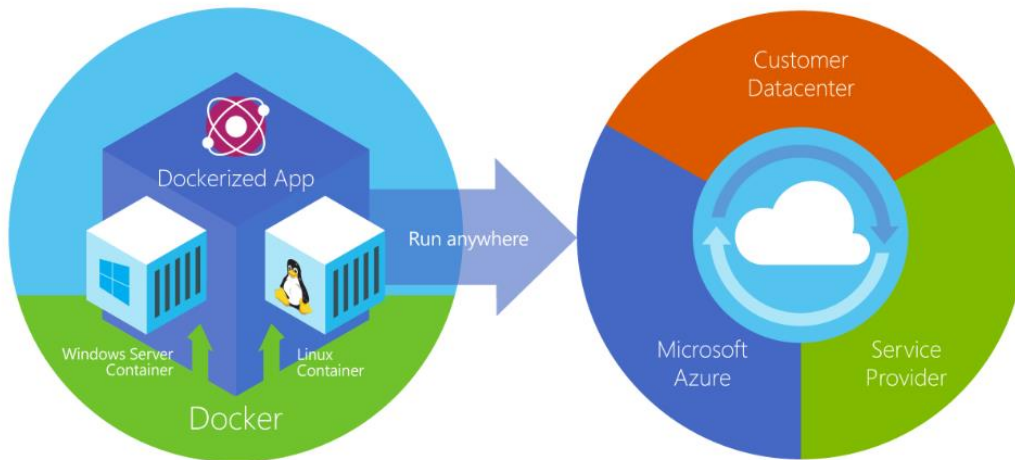 Dockerized App
Windows Server
Container
Linux
Container
Docker
Run anywhere
Customer
Datacenter
Microsoft
Azure
Service
Provider